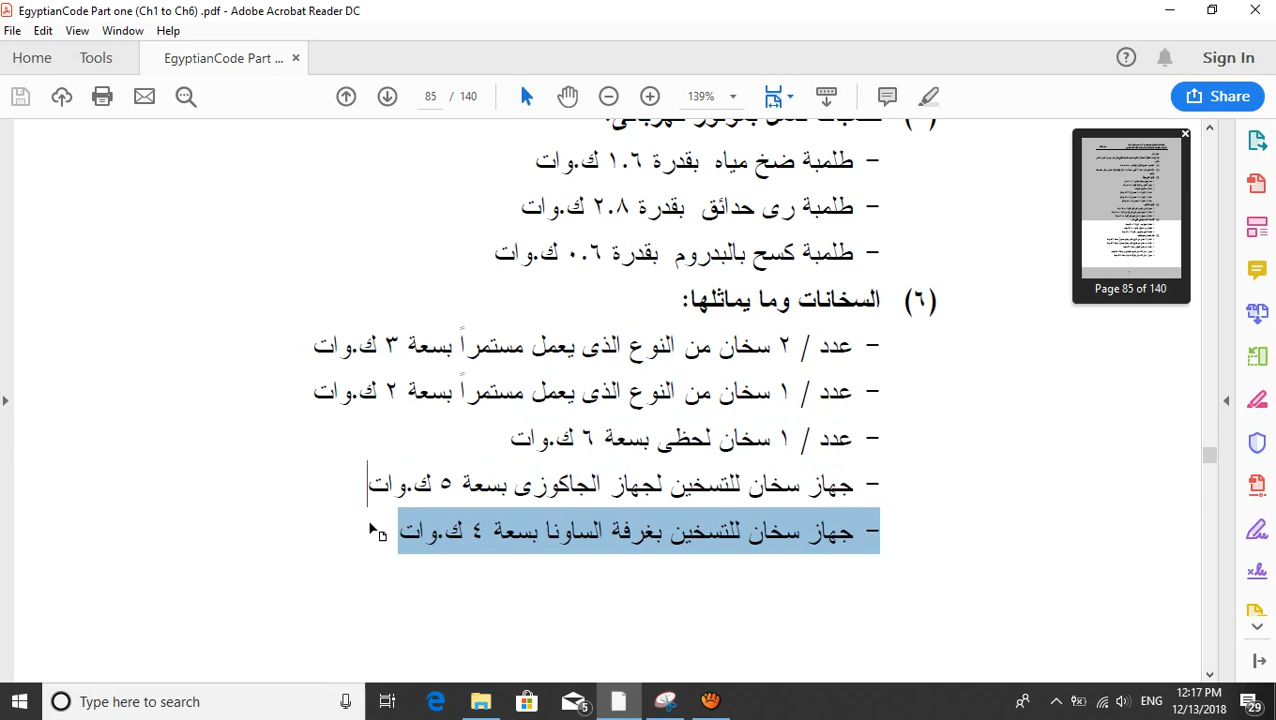 EgyptianCode Part one (Ch1 to Ch6) .pdf - Adobe Acrobat Reader DC
File Edit View Window Help
Home Tools EgyptianCode Part ... ×
Sign In
85 / 140
139%
Share
- طلمبة ضخ مياه بقدرة ١.٦ ك.وات
- طلمبة رى حدائق بقدرة ٢.٨ ك.وات
- طلمبة كسح بالبدروم بقدرة ٠.٦ ك.وات
(٦) السخانات وما يماثلها:
- عدد / ٢ سخان من النوع الذى يعمل مستمراً بسعة ٣ ك.وات
- عدد / ١ سخان من النوع الذى يعمل مستمراً بسعة ٢ ك.وات
- عدد / ١ سخان لحظى بسعة ٦ ك.وات
- جهاز سخان للتسخين لجهاز الجاكوزى بسعة ٥ ك.وات
- جهاز سخان للتسخين بغرفة الساونا بسعة ٤ ك.وات
Page 85 of 140
Type here to search
5
ENG
12:17 PM
12/13/2018
29